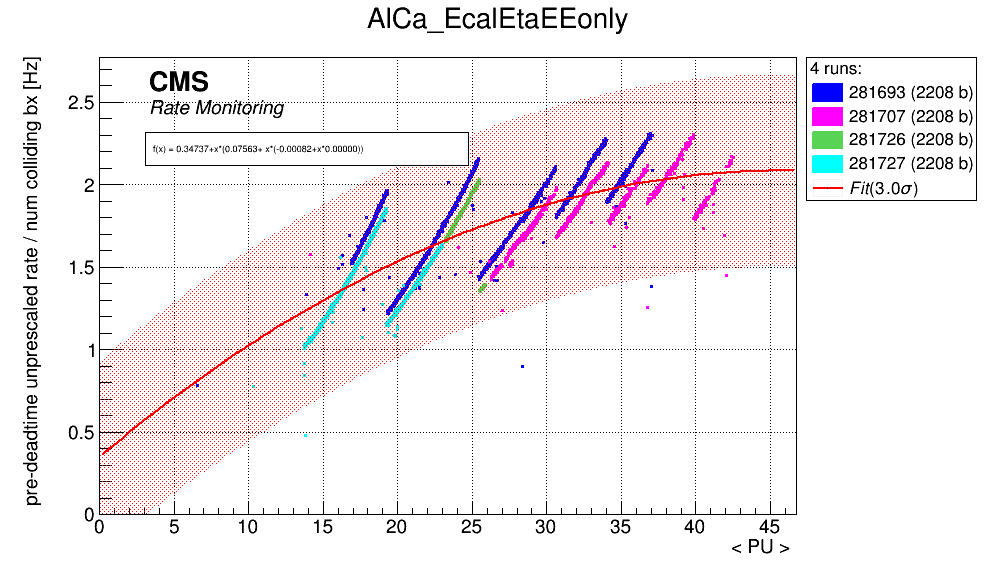 AlCa_EcalEtaEEonly
pre-deadtime unprescaled rate / num colliding bx [Hz]
CMS
Rate Monitoring
f(x) = 0.34737+x*(0.07563+ x*(-0.00082+x*0.00000))
2.5
2
1.5
1
0.5
0
0 5 10 15 20 25 30 35 40 45
< PU >
4 runs:
281693 (2208 b)
281707 (2208 b)
281726 (2208 b)
281727 (2208 b)
Fit(3.0σ)